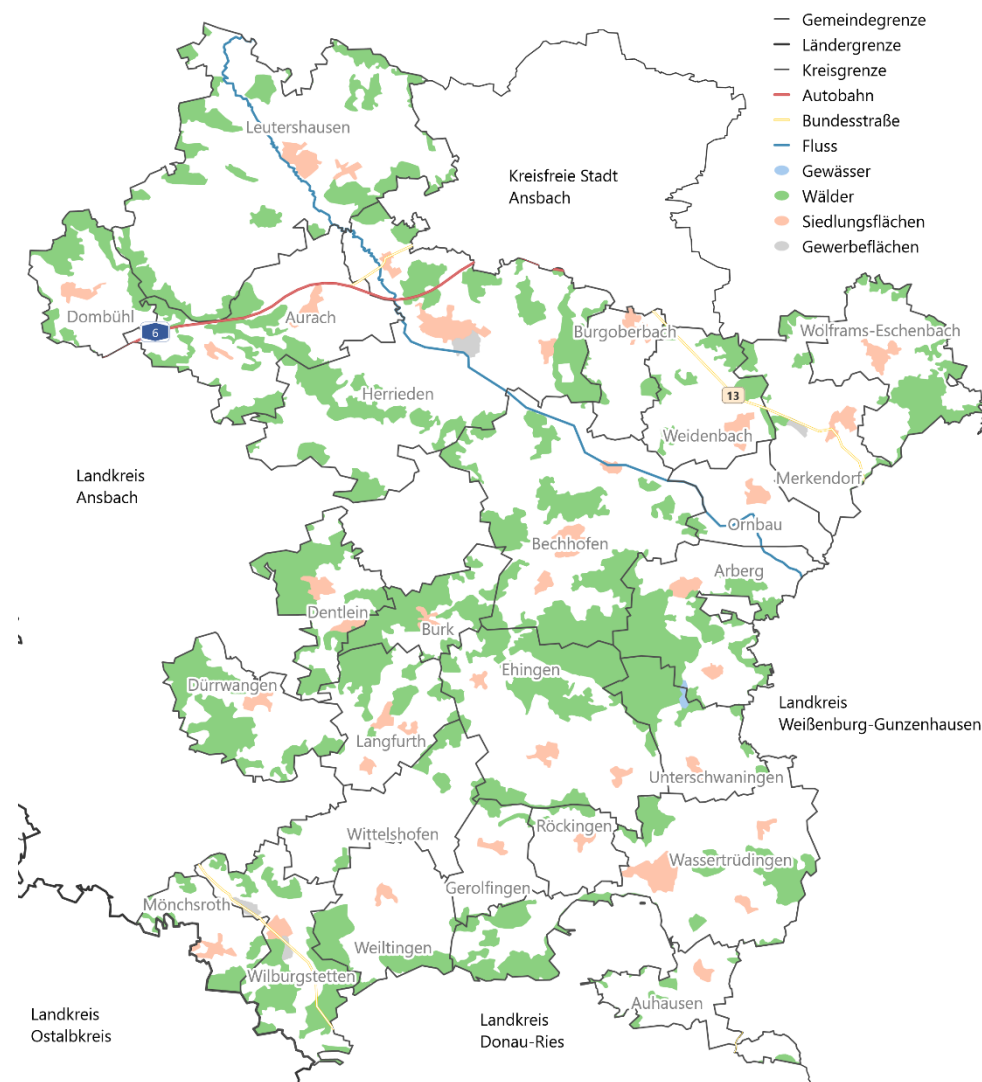 Gemeindegrenze
Ländergrenze
Kreisgrenze
Autobahn
Bundesstraße
Fluss
Gewässer
Wälder
Siedlungsflächen
Gewerbeflächen
Leutershausen
Kreisfreie Stadt
Ansbach
Dombühl
6
Aurach
Burgoberbach
Wolframs-Eschenbach
Herrieden
13
Weidenbach
Landkreis
Ansbach
Merkendorf
Ornbau
Bechhofen
Arberg
Dentlein
Burk
Ehingen
Dürrwangen
Landkreis
Weißenburg-Gunzenhausen
Langfurth
Unterschwaningen
Wittelshofen
Röckingen
Wassertrüdingen
Gerolfingen
Mönchsroth
Weiltingen
Wilburgstetten
Auhausen
Landkreis
Ostalbkreis
Landkreis
Donau-Ries